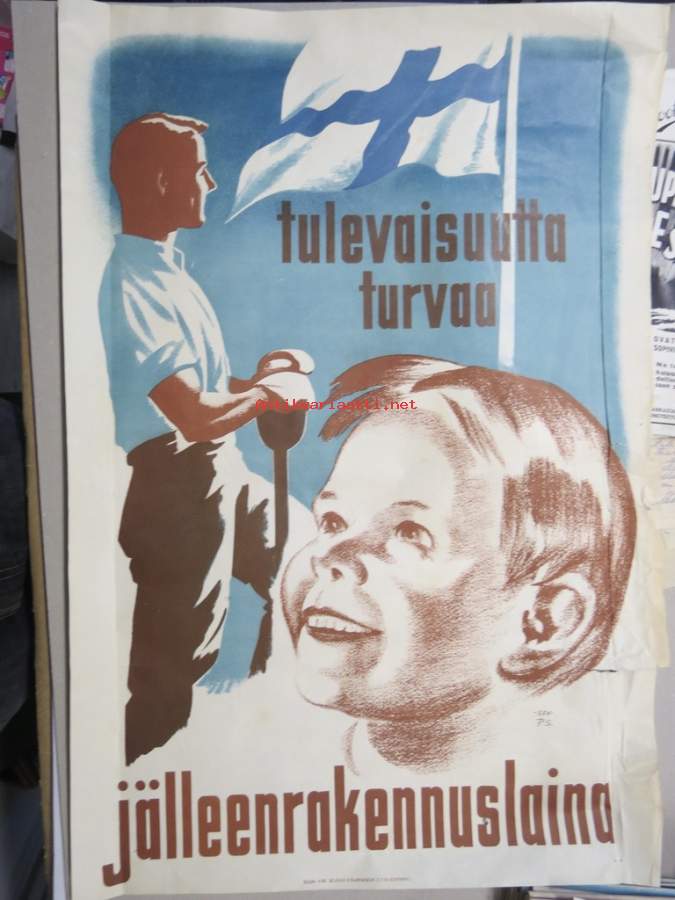 tulevaisuutta
turvaa
Antikvariaatti.net
P.S.
jälleenrakennuslaina